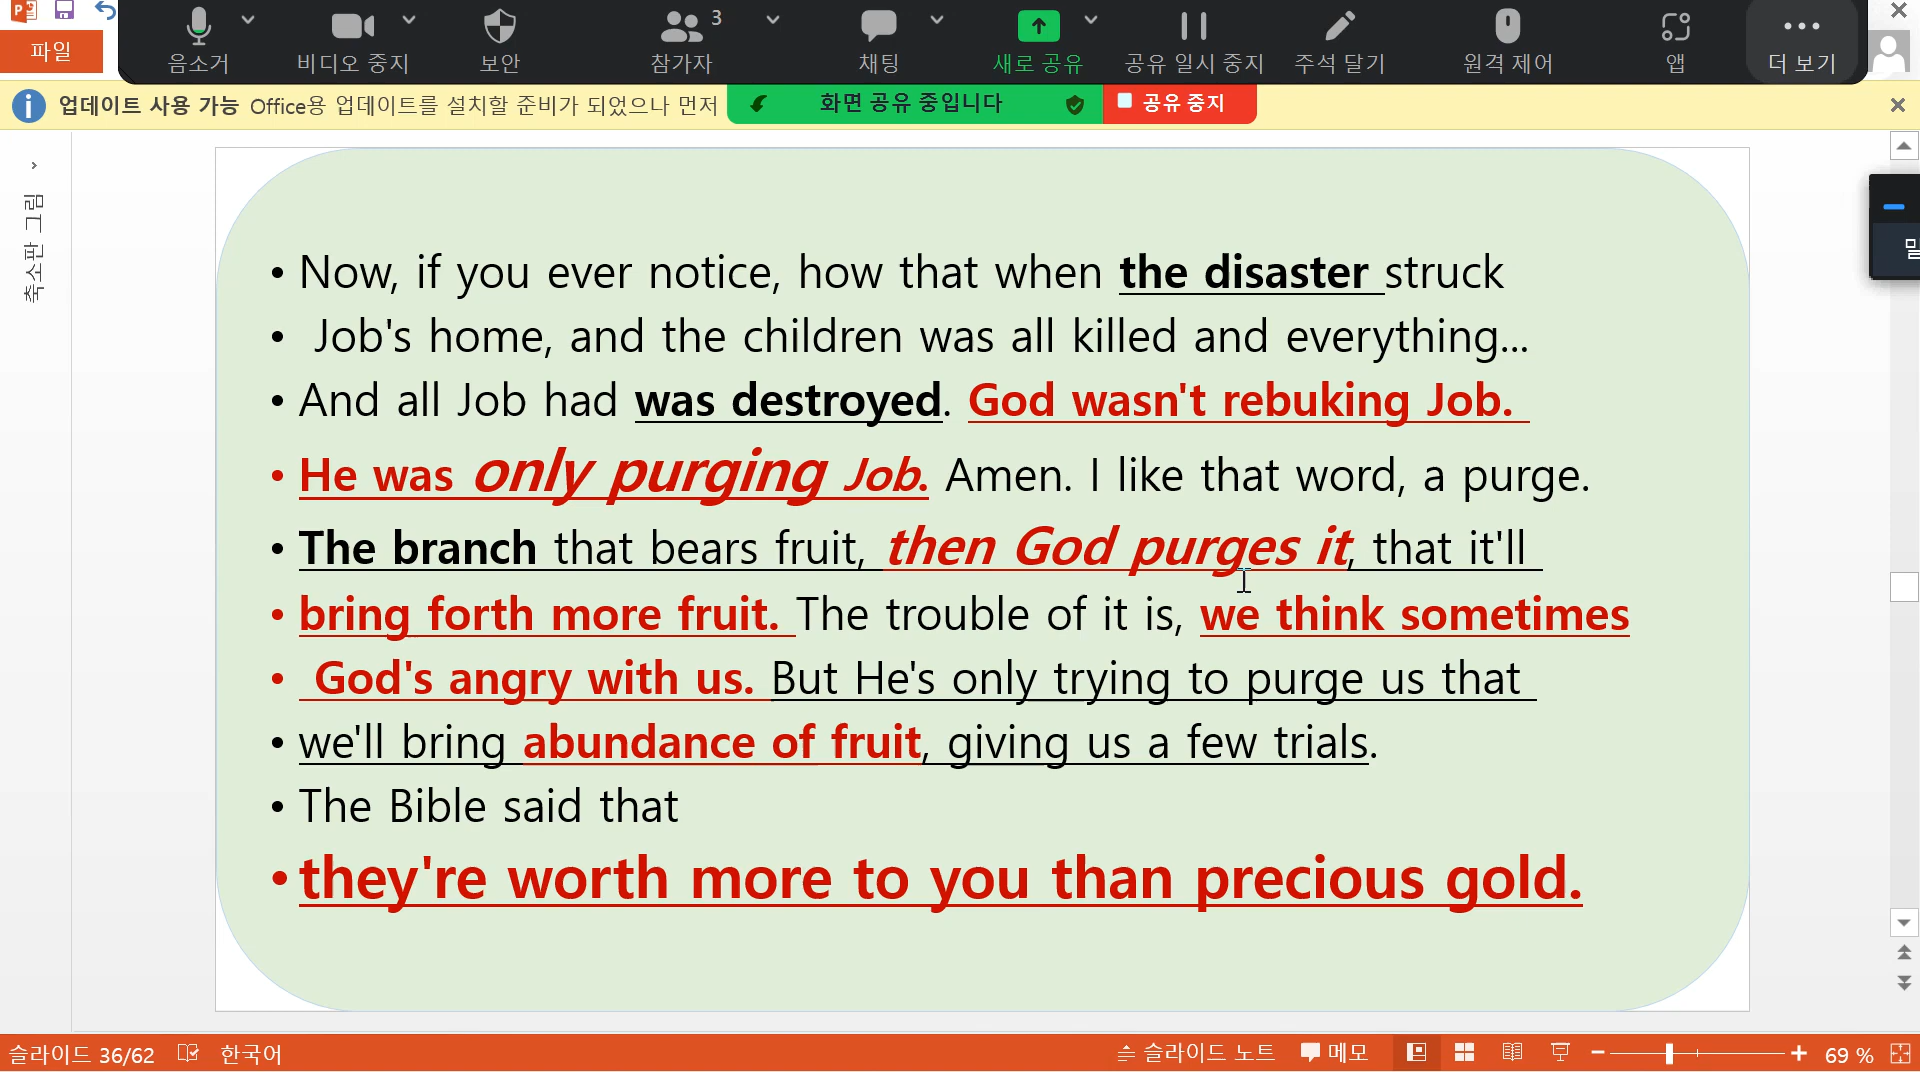 3
음소거
비디오 중지
보안
참가자
채팅
새로 공유
공유 일시 중지
주석 달기
원격 제어
앱
더 보기
파일
업데이트 사용 가능 Office용 업데이트를 설치할 준비가 되었으나 먼저
화면 공유 중입니다
공유 중지
축소판 그림
• Now, if you ever notice, how that when the disaster struck
• Job's home, and the children was all killed and everything...
• And all Job had was destroyed. God wasn't rebuking Job.
• He was only purging Job. Amen. I like that word, a purge.
• The branch that bears fruit, then God purges it, that it'll
• bring forth more fruit. The trouble of it is, we think sometimes
• God's angry with us. But He's only trying to purge us that
• we'll bring abundance of fruit, giving us a few trials.
• The Bible said that
• they're worth more to you than precious gold.
슬라이드 36/62 한국어 슬라이드 노트 메모 69 %